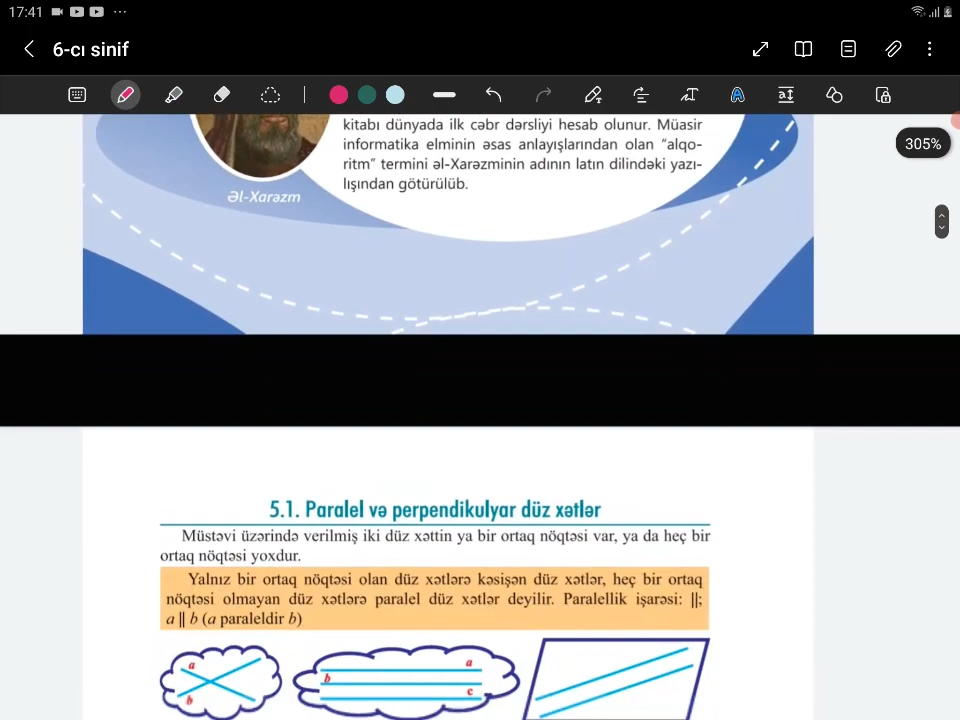 17:41
6-cı sinif
305%
kitabı dünyada ilk cəbr dərsliyi hesab olunur. Müasir
informatika elminin əsas anlayışlarından olan “alqo-
ritm” termini əl-Xarəzminin adının latın dilindəki yazı-
lışından götürülüb.
Əl-Xarəzm
5.1. Paralel və perpendikulyar düz xətlər
Müstəvi üzərində verilmiş iki düz xəttin ya bir ortaq nöqtəsi var, ya da heç bir
ortaq nöqtəsi yoxdur.
Yalnız bir ortaq nöqtəsi olan düz xətlərə kəsişən düz xətlər, heç bir ortaq
nöqtəsi olmayan düz xətlərə paralel düz xətlər deyilir. Paralellik işarəsi: ||;
a || b (a paraleldir b)
a
b
a
b
c